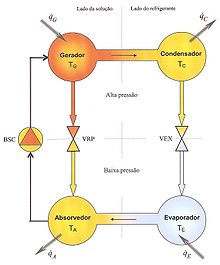 Lado da solução
Lado do refrigerante
q̇G
q̇C
Gerador
TG
Condensador
TC
Alta pressão
BSC
VRP
VEX
Baixa pressão
Absorvedor
TA
Evaporador
TE
q̇A
q̇E